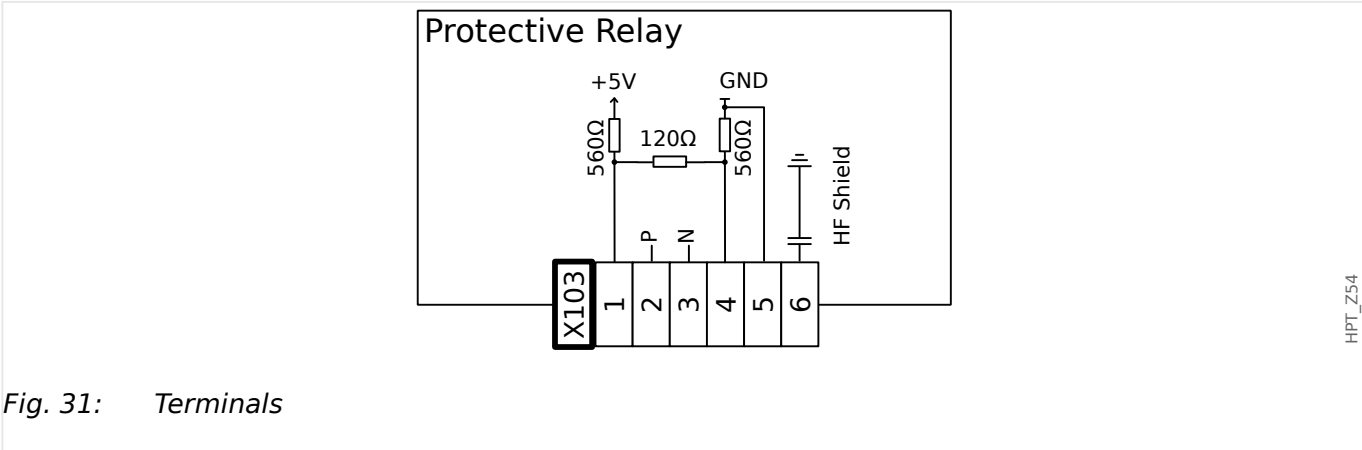 Protective Relay
+5V
GND
560Ω
120Ω
560Ω
HF Shield
P
N
X103
1
2
3
4
5
6
HPT_Z54
Fig. 31: Terminals